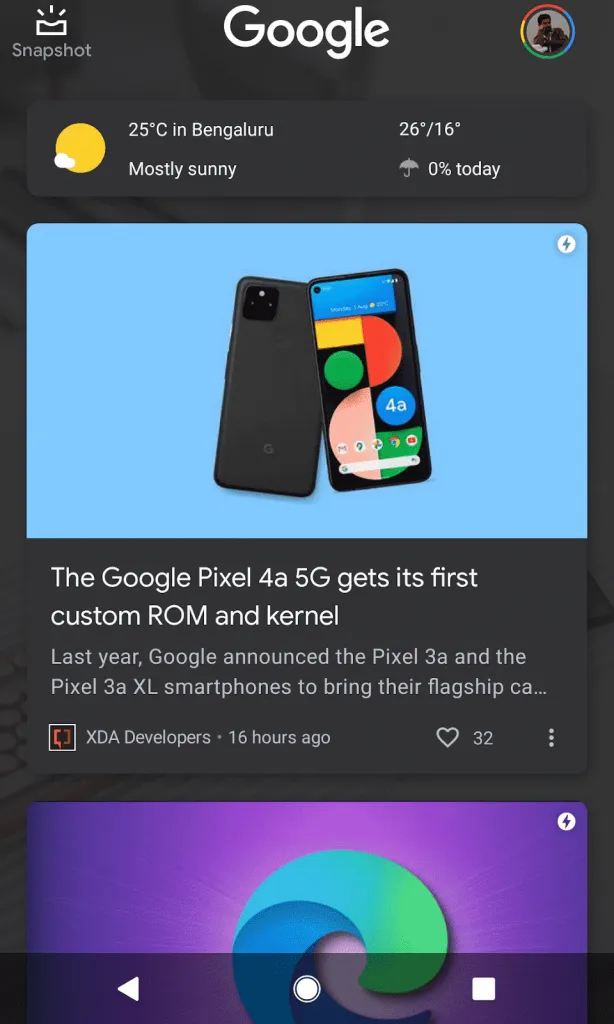 Snapshot
Google
25°C in Bengaluru
26°/16°
Mostly sunny
0% today
4a
G
The Google Pixel 4a 5G gets its first
custom ROM and kernel
Last year, Google announced the Pixel 3a and the
Pixel 3a XL smartphones to bring their flagship ca…
XDA Developers • 16 hours ago
32